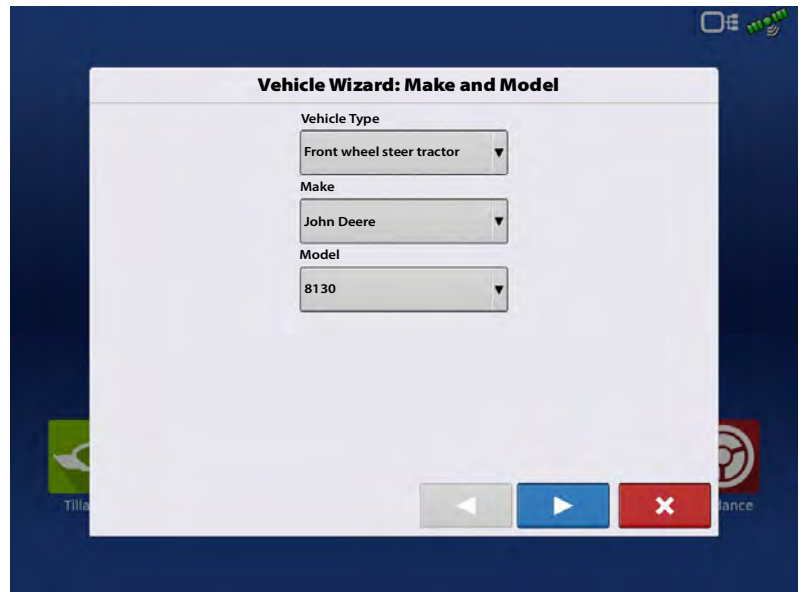 Vehicle Wizard: Make and Model
Vehicle Type
Front wheel steer tractor
Make
John Deere
Model
8130
Tilla
dance